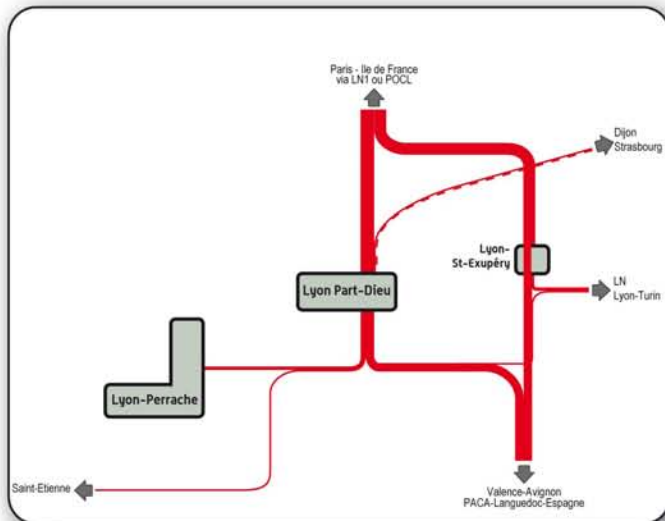 Paris - Ile de France
via LN1 ou POCL
Dijon
Strasbourg
Lyon-
St-Exupéry
Lyon Part-Dieu
LN
Lyon-Turin
Lyon-Perrache
Saint-Etienne
Valence-Avignon
PACA-Languedoc-Espagne